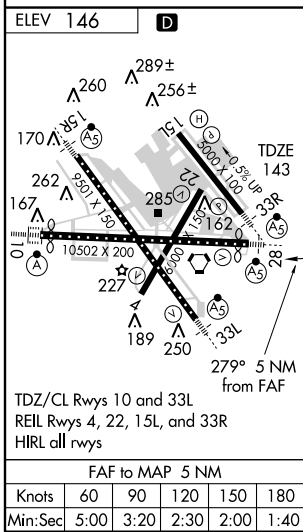 ELEV 146 D
289±
260
256±
15R
A5
170
15L
H
P
5000 X 100
0.5% UP
TDZE
143
262
9501 X 150
22
285
V
P
33R
A5
167
162
10
10502 X 200
6000 X 150
V
28
A5
A
227
V
A5
4
V
33L
189
250
279° 5 NM
from FAF
TDZ/CL Rwys 10 and 33L
REIL Rwys 4, 22, 15L, and 33R
HIRL all rwys
FAF to MAP 5 NM
Knots 60 90 120 150 180
Min:Sec 5:00 3:20 2:30 2:00 1:40